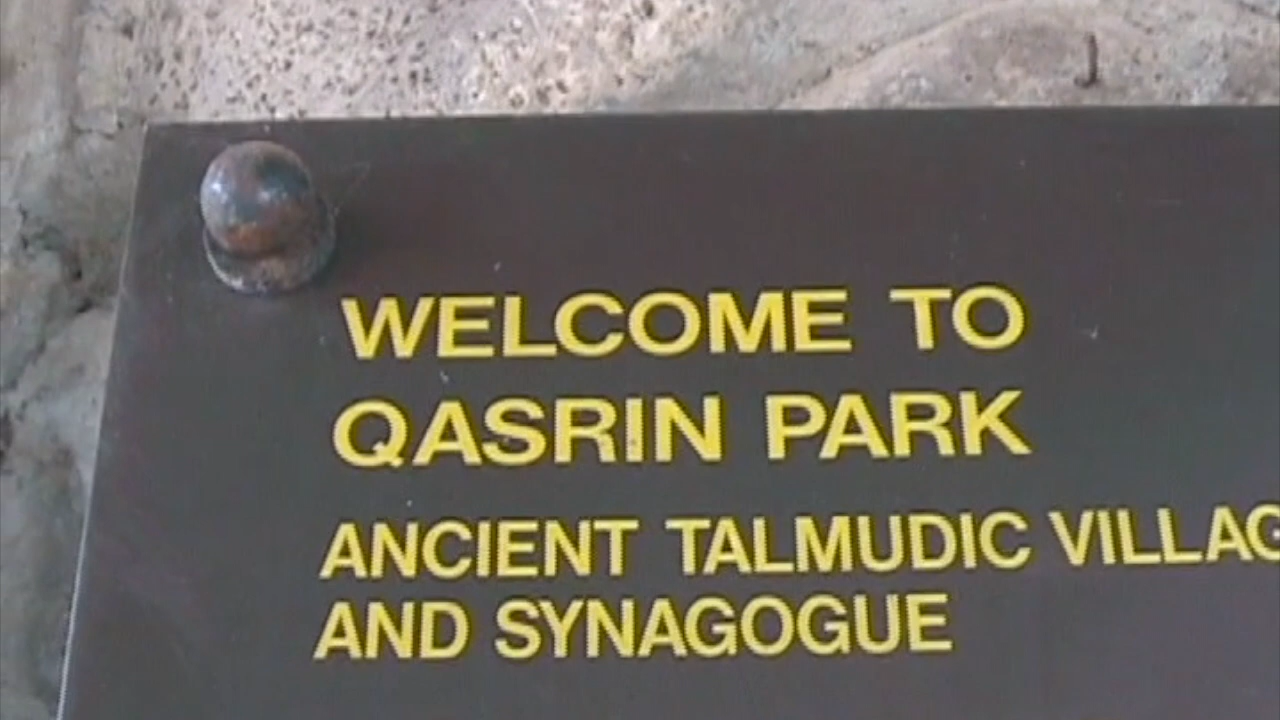 WELCOME TO
QASRIN PARK
ANCIENT TALMUDIC VILLAG
AND SYNAGOGUE